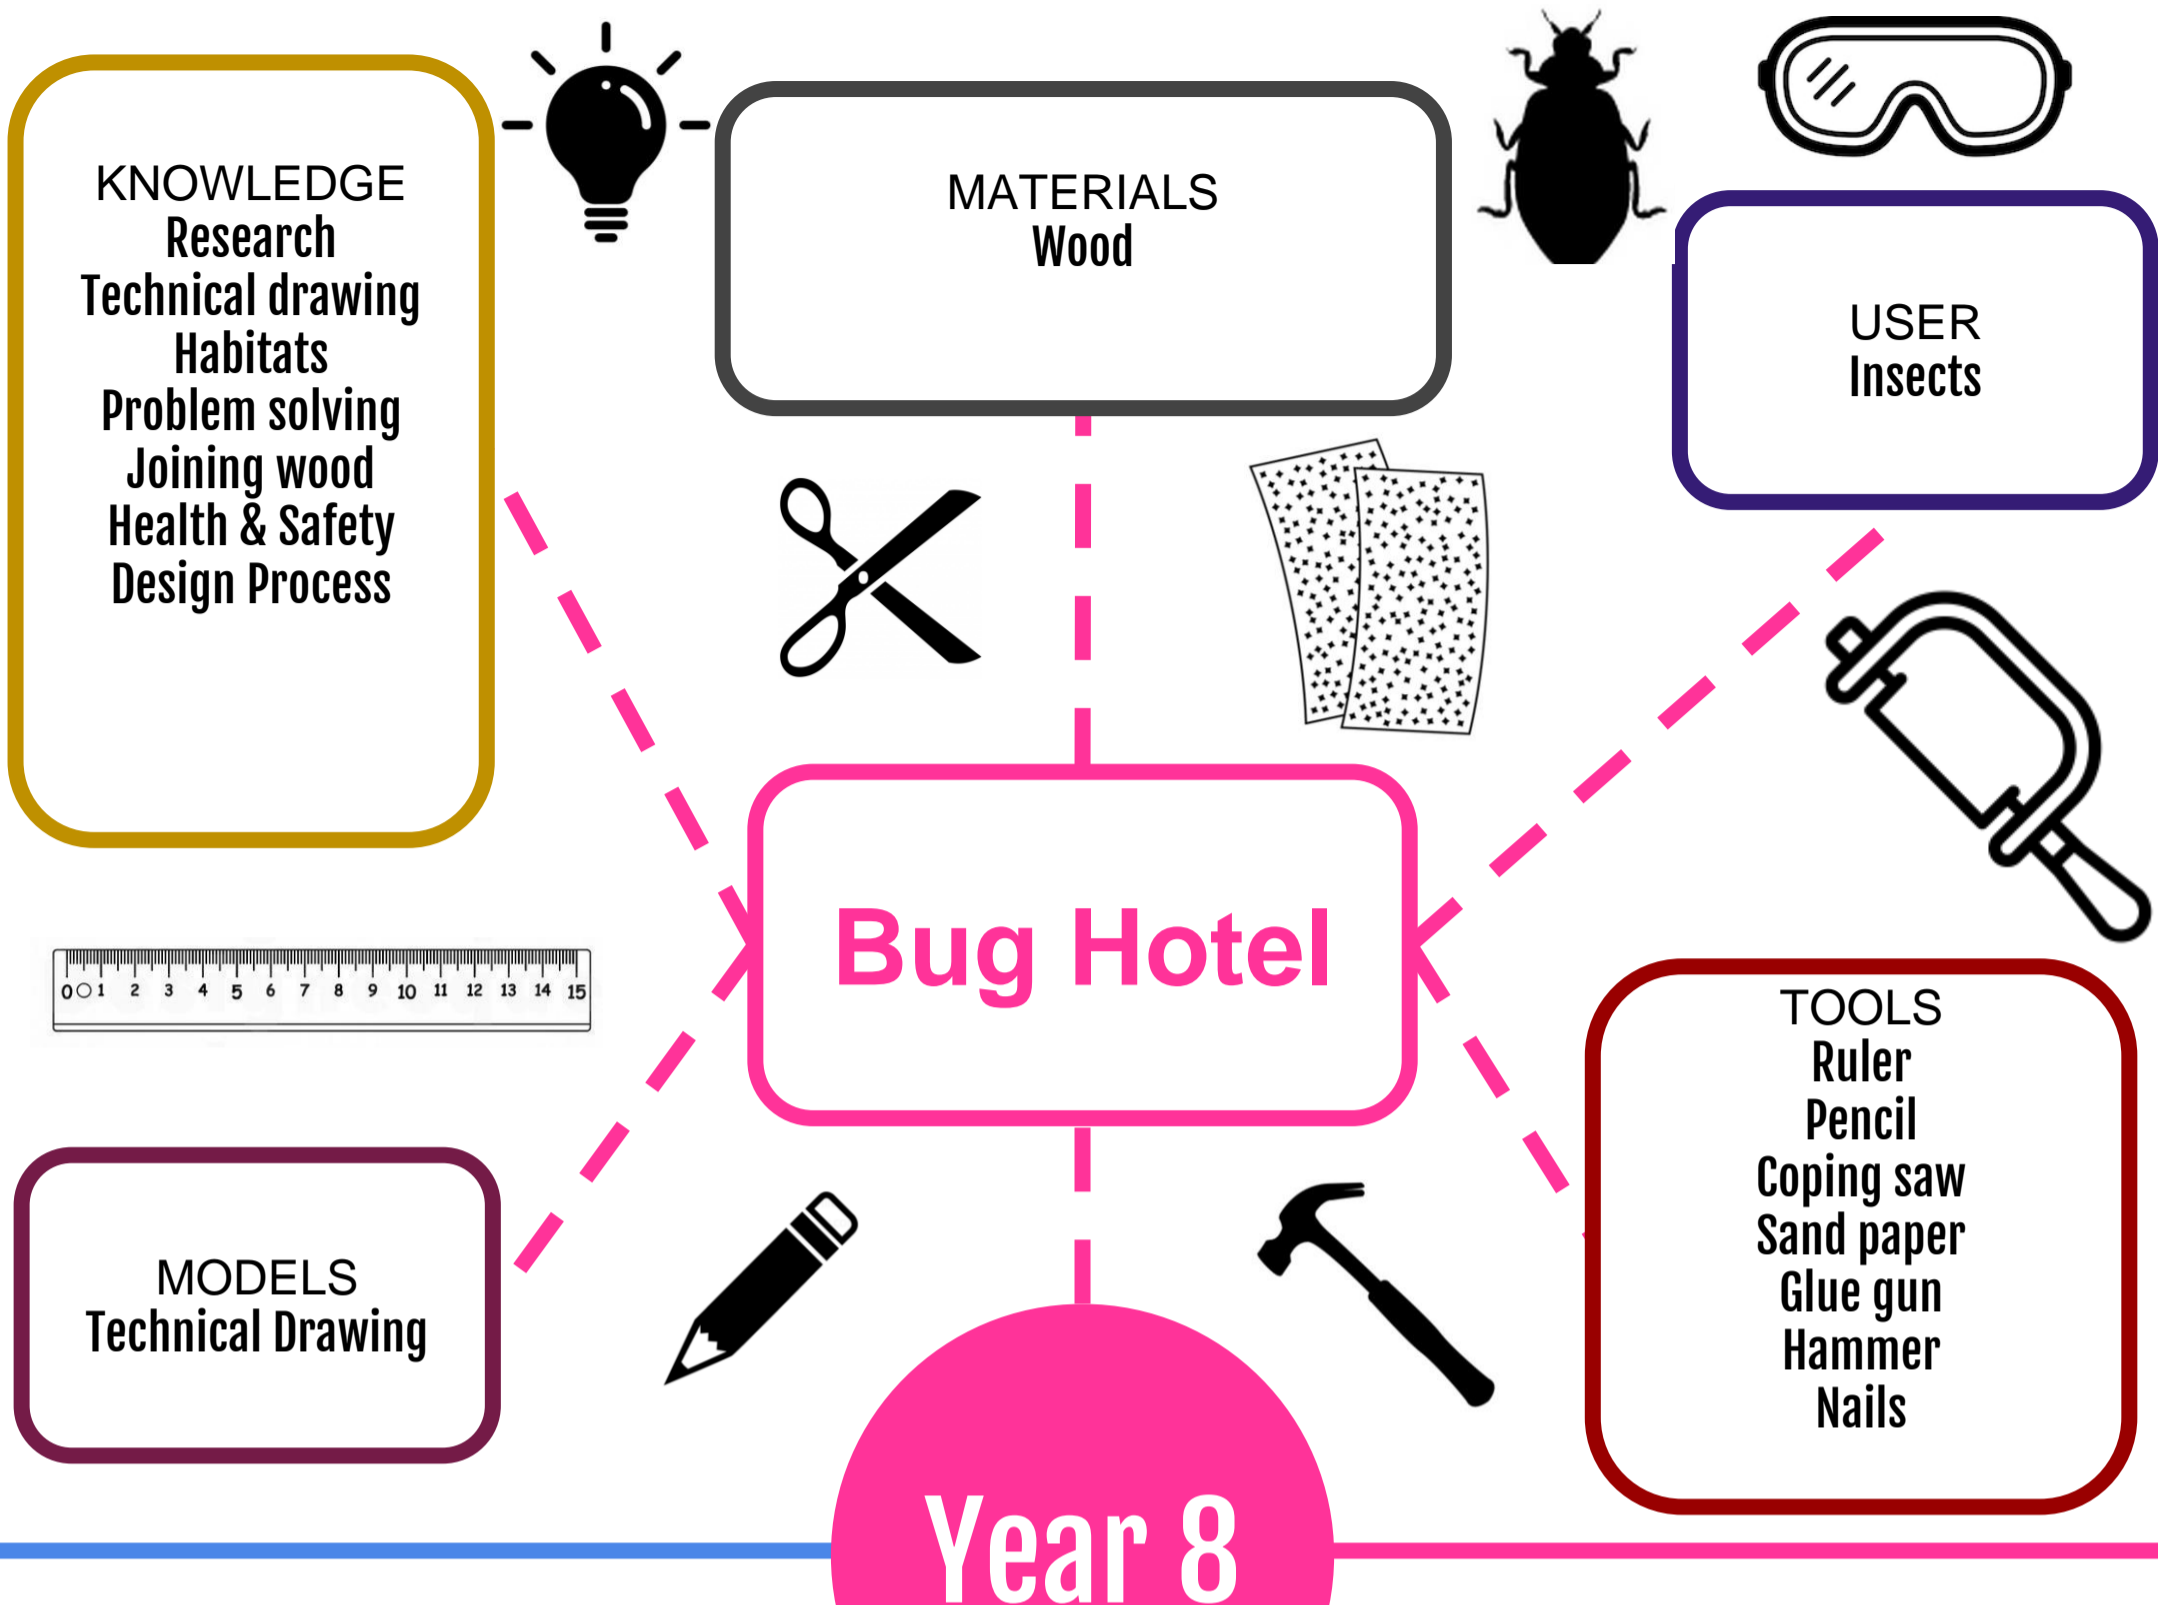 KNOWLEDGE
Research
Technical drawing
Habitats
Problem solving
Joining wood
Health & Safety
Design Process
MATERIALS
Wood
USER
Insects
Bug Hotel
0 1 2 3 4 5 6 7 8 9 10 11 12 13 14 15
MODELS
Technical Drawing
TOOLS
Ruler
Pencil
Coping saw
Sand paper
Glue gun
Hammer
Nails
Year 8